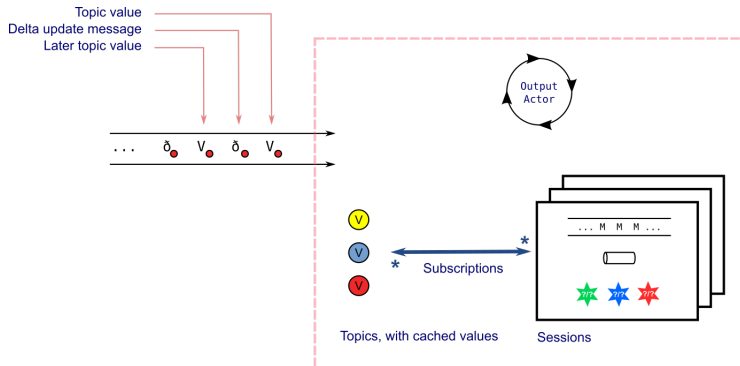 Topic value
Delta update message
Later topic value
Output
Actor
... ð V ð V
V
V
V
* *
Subscriptions
... M M M ...
?/? ?/? ?/?
Topics, with cached values
Sessions